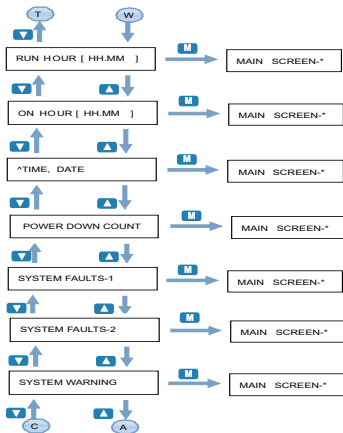 T W
RUN HOUR [ HH.MM ] M MAIN SCREEN-*
ON HOUR [ HH.MM ] M MAIN SCREEN-*
^TIME, DATE M MAIN SCREEN-*
POWER DOWN COUNT M MAIN SCREEN-*
SYSTEM FAULTS-1 M MAIN SCREEN-*
SYSTEM FAULTS-2 M MAIN SCREEN-*
SYSTEM WARNING M MAIN SCREEN-*
C A